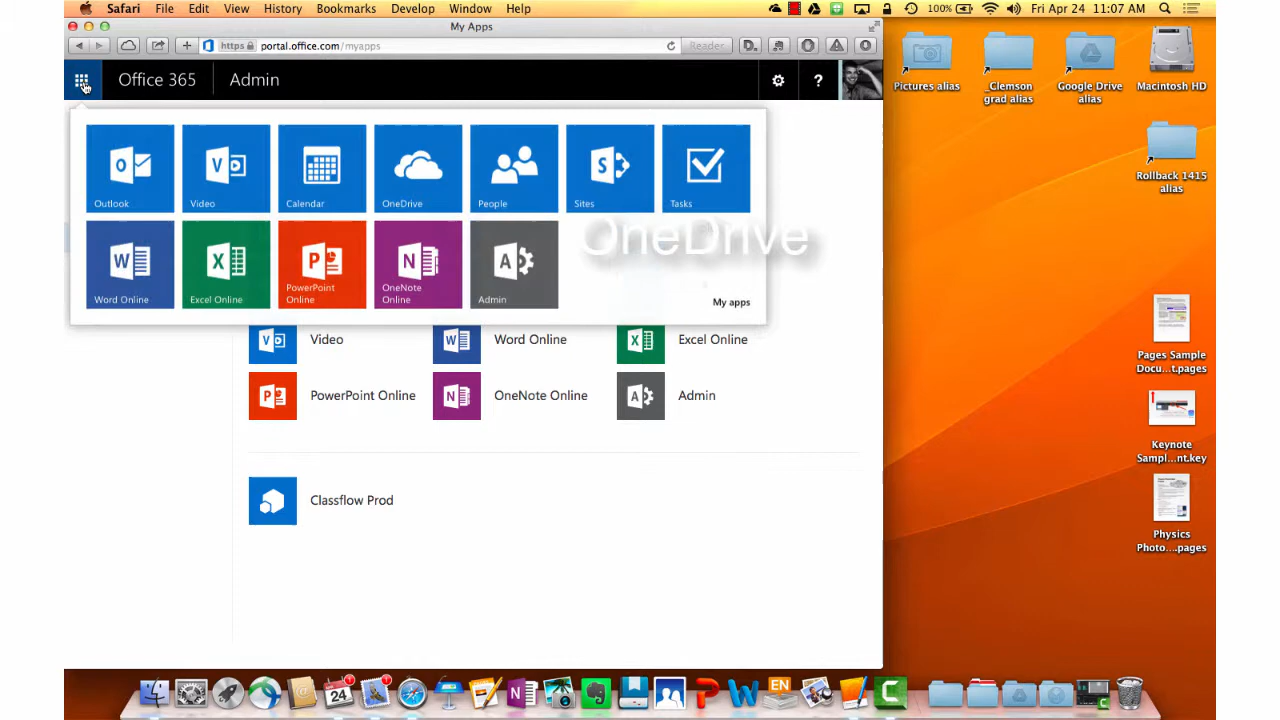 Safari File Edit View History Bookmarks Develop Window Help 100% Fri Apr 24 11:07 AM
My Apps
https portal.office.com/myapps Reader
Office 365 Admin ?
Pictures alias
_Clemson
grad alias
Google Drive
alias
Macintosh HD
Outlook Video Calendar OneDrive People Sites Tasks
Rollback 1415
alias
OneDrive
Word Online Excel Online PowerPoint
Online OneNote
Online Admin
My apps
Video Word Online Excel Online
PowerPoint Online OneNote Online Admin
Classflow Prod
Pages Sample
Docu...t.pages
Keynote
Sampl...nt.key
Physics
Photo....pages